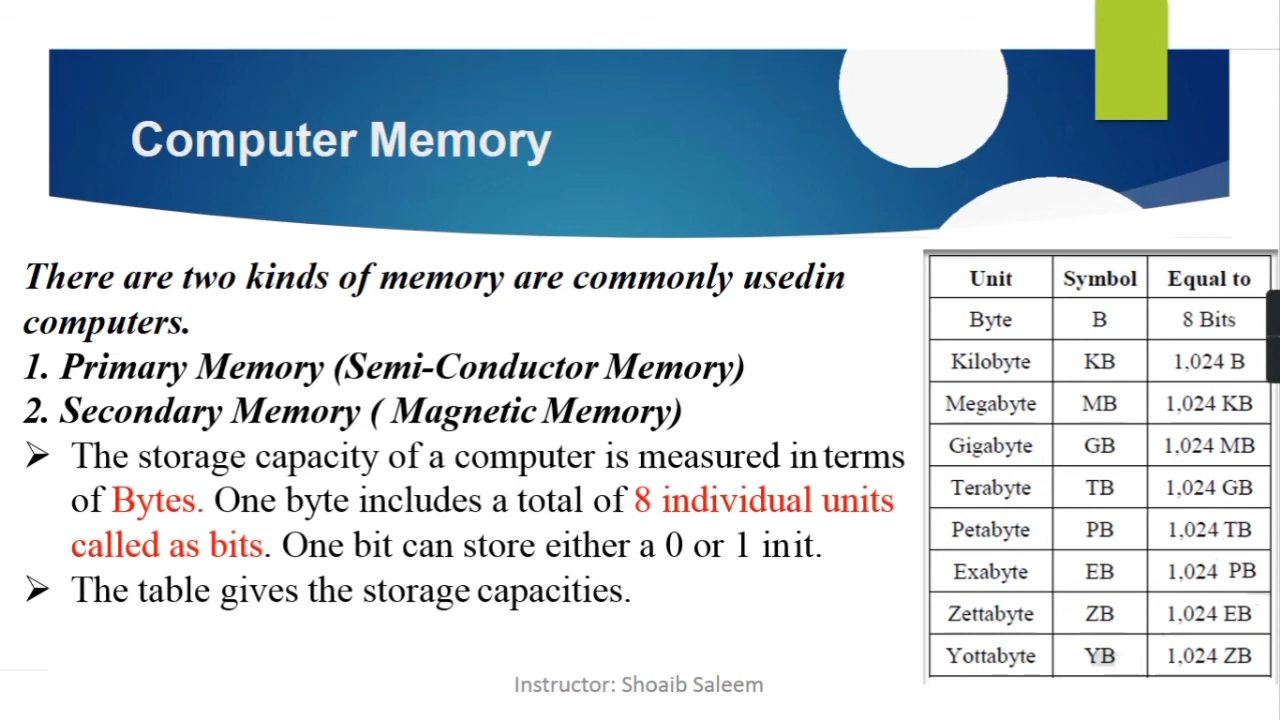 Computer Memory
There are two kinds of memory are commonly usedin
computers.
1. Primary Memory (Semi-Conductor Memory)
2. Secondary Memory ( Magnetic Memory)
➢ The storage capacity of a computer is measured in terms
of Bytes. One byte includes a total of 8 individual units
called as bits. One bit can store either a 0 or 1 in it.
➢ The table gives the storage capacities.
Unit Symbol Equal to
Byte B 8 Bits
Kilobyte KB 1,024 B
Megabyte MB 1,024 KB
Gigabyte GB 1,024 MB
Terabyte TB 1,024 GB
Petabyte PB 1,024 TB
Exabyte EB 1,024 PB
Zettabyte ZB 1,024 EB
Yottabyte YB 1,024 ZB
Instructor: Shoaib Saleem